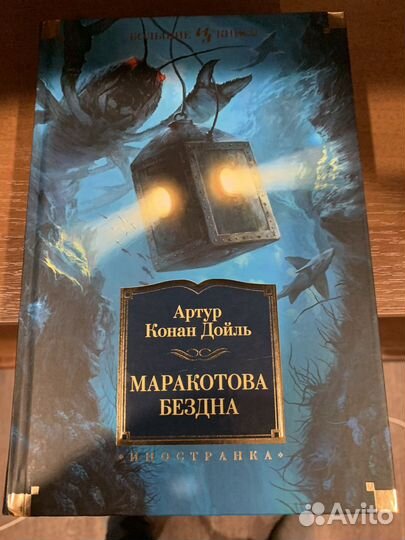 БОЛЬШИЕ КНИГИ
Артур
Конан Дойль
МАРАКОТОВА
БЕЗДНА
ИНОСТРАНКА
Avito